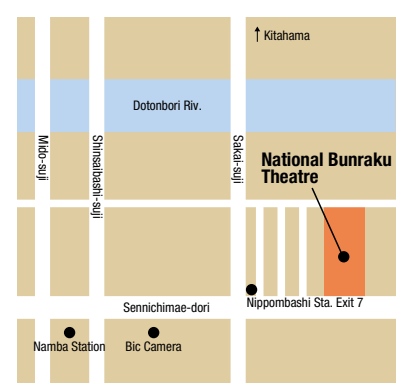 ↑ Kitahama
Dotonbori Riv.
Mido-suji
Shinsaibashi-suji
Sakai-suji
National Bunraku
Theatre
Nippombashi Sta. Exit 7
Sennichimae-dori
Namba Station
Bic Camera